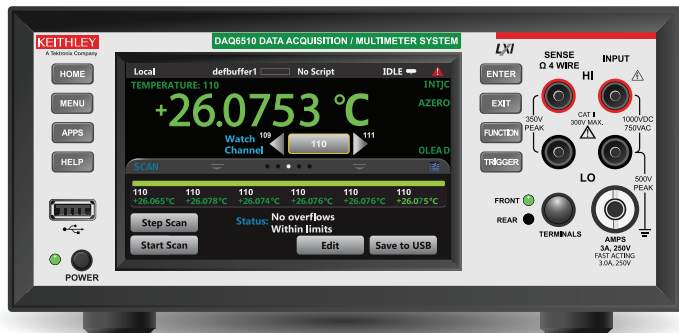 KEITHLEY
A Tektronix Company
DAQ6510 DATA ACQUISITION / MULTIMETER SYSTEM
LXI
HOME
MENU
APPS
HELP
POWER
Local defbuffer1 No Script IDLE
TEMPERATURE: 110 INTJC
+26.0753 °C AZERO
Watch
Channel 109 110 111
OLEAD
SCAN
110 110 110 110 110 110
+26.065°C +26.078°C +26.074°C +26.076°C +26.076°C +26.075°C
Step Scan Status: No overflows
Within limits
Start Scan Edit Save to USB
ENTER
EXIT
FUNCTION
TRIGGER
SENSE
Ω 4 WIRE
INPUT
HI
350V
PEAK
CAT I
300V MAX.
1000VDC
750VAC
LO
500V
PEAK
FRONT
REAR
TERMINALS
AMPS
3A, 250V
FAST ACTING
3.0A, 250V